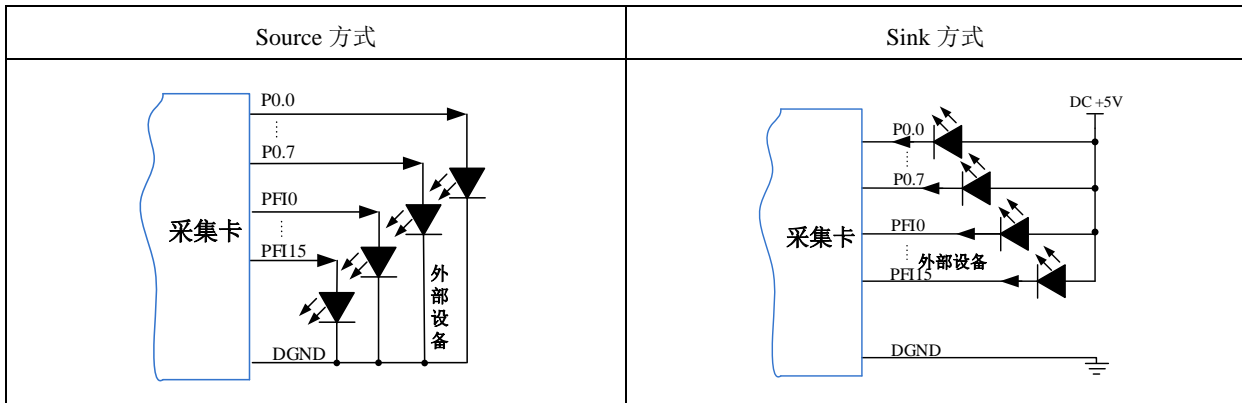 Source 方式
Sink 方式
P0.0
P0.7
PFI0
PFI15
采集卡
外部设备
DGND
DC +5V
P0.0
P0.7
PFI0
PFI15
采集卡
外部设备
DGND